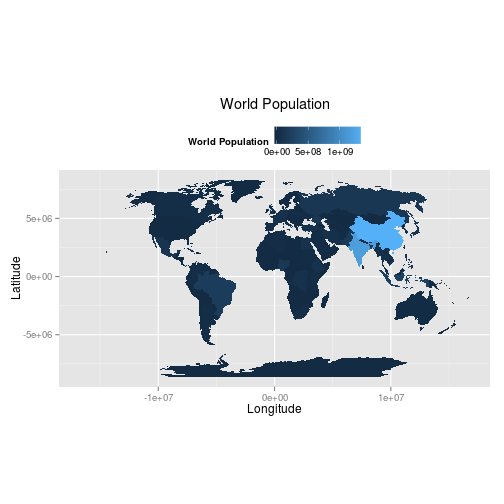 World Population
World Population
0e+00 5e+08 1e+09
5e+06
0e+00
-5e+06
Latitude
-1e+07 0e+00 1e+07
Longitude